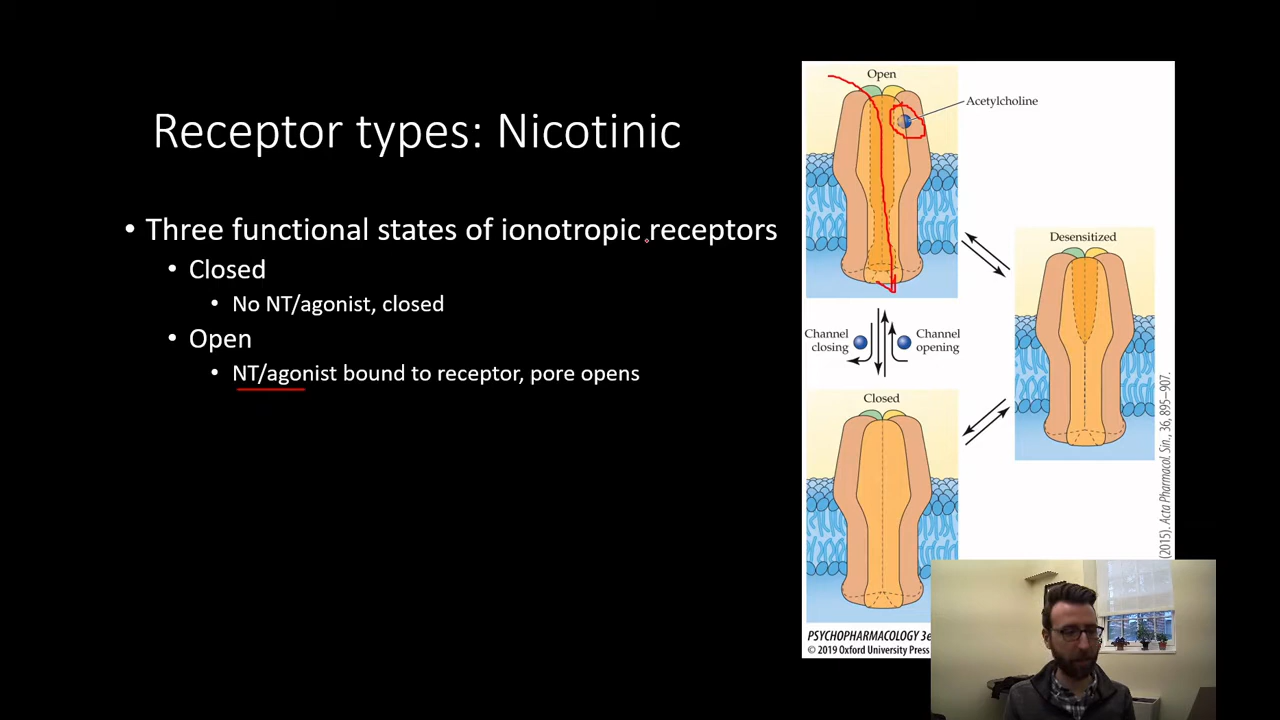 Receptor types: Nicotinic
• Three functional states of ionotropic receptors
• Closed
• No NT/agonist, closed
• Open
• NT/agonist bound to receptor, pore opens
Open
Acetylcholine
Desensitized
Channel
closing
Channel
opening
Closed
(2015). Acta Pharmacol. Sin., 36, 895–907.
PSYCHOPHARMACOLOGY 3e
© 2019 Oxford University Press